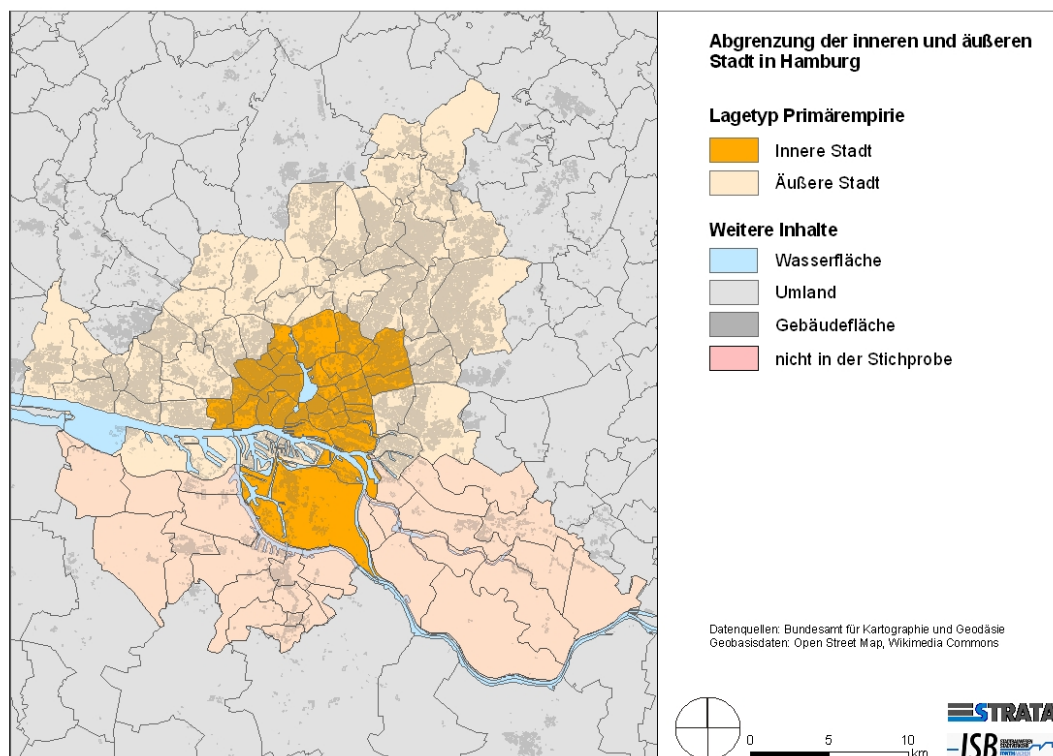 Abgrenzung der inneren und äußeren
Stadt in Hamburg
Lagetyp Primärempirie
Innere Stadt
Äußere Stadt
Weitere Inhalte
Wasserfläche
Umland
Gebäudefläche
nicht in der Stichprobe
Datenquellen: Bundesamt für Kartographie und Geodäsie
Geobasisdaten: Open Street Map, Wikimedia Commons
STRATA
0 5 10
km
ISB